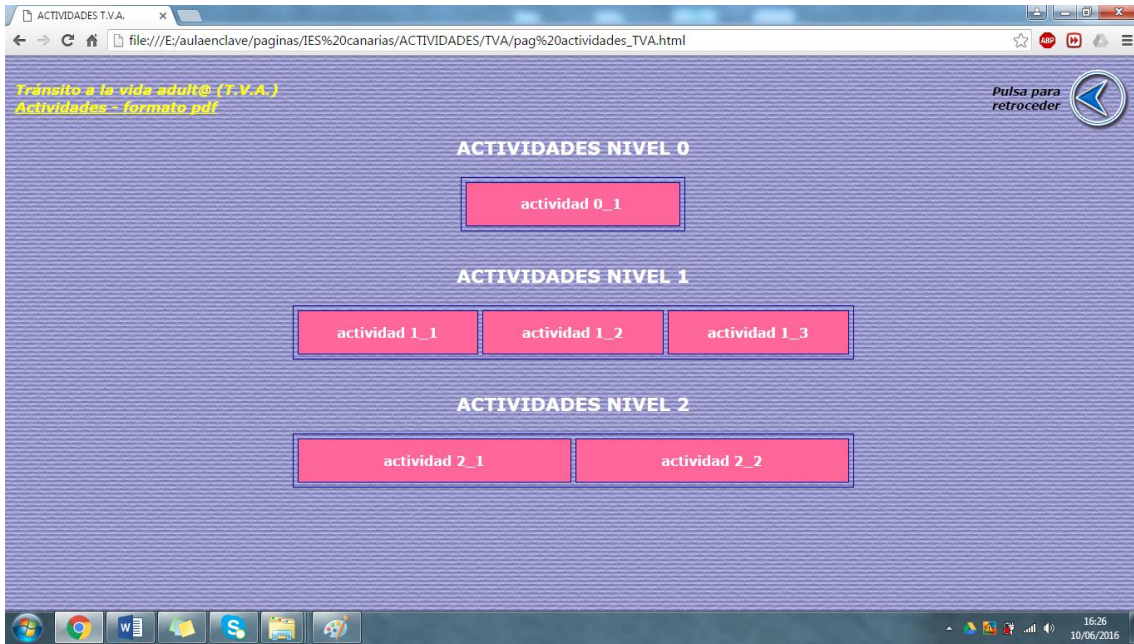 ACTIVIDADES T.V.A.
file:///E:/aulaenclave/paginas/IES%20canarias/ACTIVIDADES/TVA/pag%20actividades_TVA.html
ABP
Tránsito a la vida adult@ (T.V.A.)
Actividades - formato pdf
Pulsa para
retroceder
ACTIVIDADES NIVEL 0
actividad 0_1
ACTIVIDADES NIVEL 1
actividad 1_1 actividad 1_2 actividad 1_3
ACTIVIDADES NIVEL 2
actividad 2_1 actividad 2_2
16:26
10/06/2016